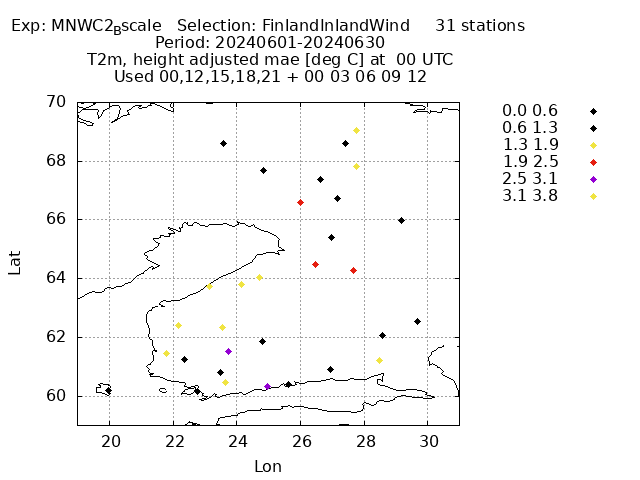 Exp: MNWC2_Bscale   Selection: FinlandInlandWind     31 stations
Period: 20240601-20240630
T2m, height adjusted mae [deg C] at  00 UTC
Used 00,12,15,18,21 + 00 03 06 09 12
0.0 0.6
0.6 1.3
1.3 1.9
1.9 2.5
2.5 3.1
3.1 3.8
70
68
66
64
62
60
Lat
20 22 24 26 28 30
Lon